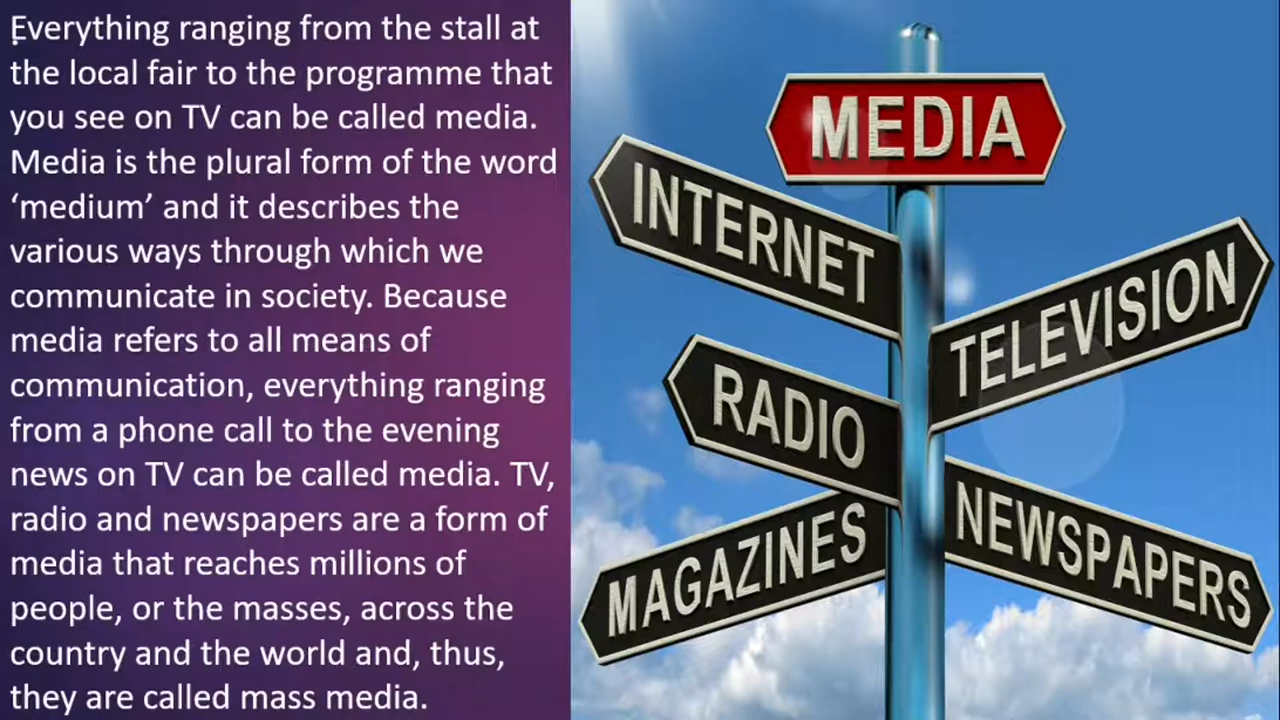 Everything ranging from the stall at
the local fair to the programme that
you see on TV can be called media.
Media is the plural form of the word
‘medium’ and it describes the
various ways through which we
communicate in society. Because
media refers to all means of
communication, everything ranging
from a phone call to the evening
news on TV can be called media. TV,
radio and newspapers are a form of
media that reaches millions of
people, or the masses, across the
country and the world and, thus,
they are called mass media.
MEDIA
INTERNET
TELEVISION
RADIO
NEWSPAPERS
MAGAZINES